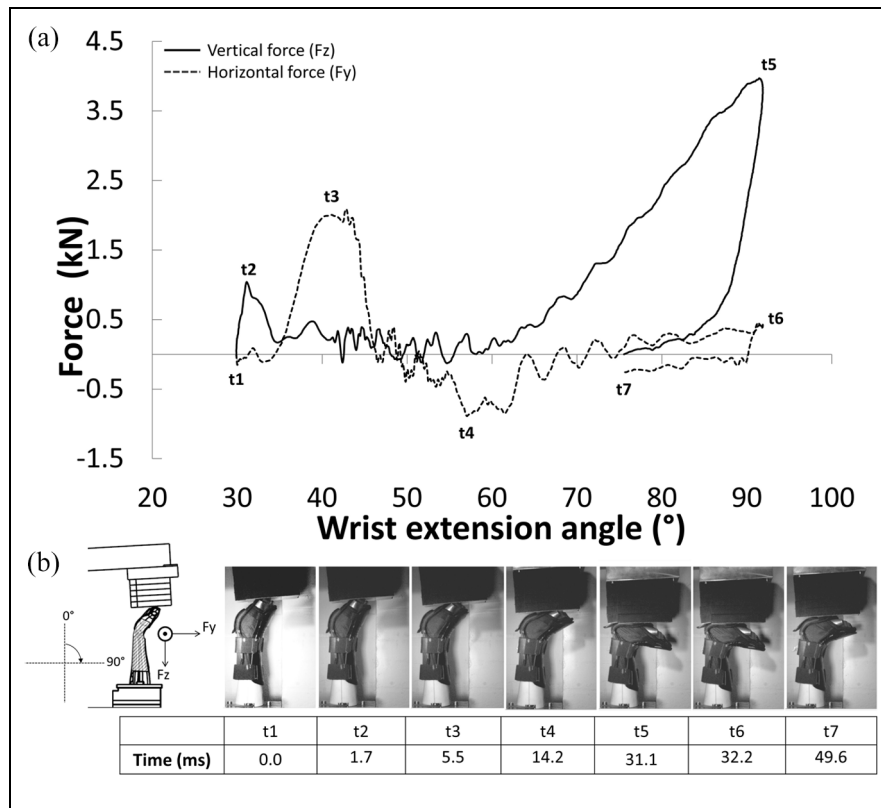 (a)
4.5
Vertical force (Fz)
Horizontal force (Fy)
t5
3.5
2.5
t3
1.5
t2
0.5
t6
t1
t7
-0.5
t4
-1.5
Force (kN)
20 30 40 50 60 70 80 90 100
Wrist extension angle (°)
(b)
0°
90°
Fy
Fz
t1 t2 t3 t4 t5 t6 t7
Time (ms) 0.0 1.7 5.5 14.2 31.1 32.2 49.6